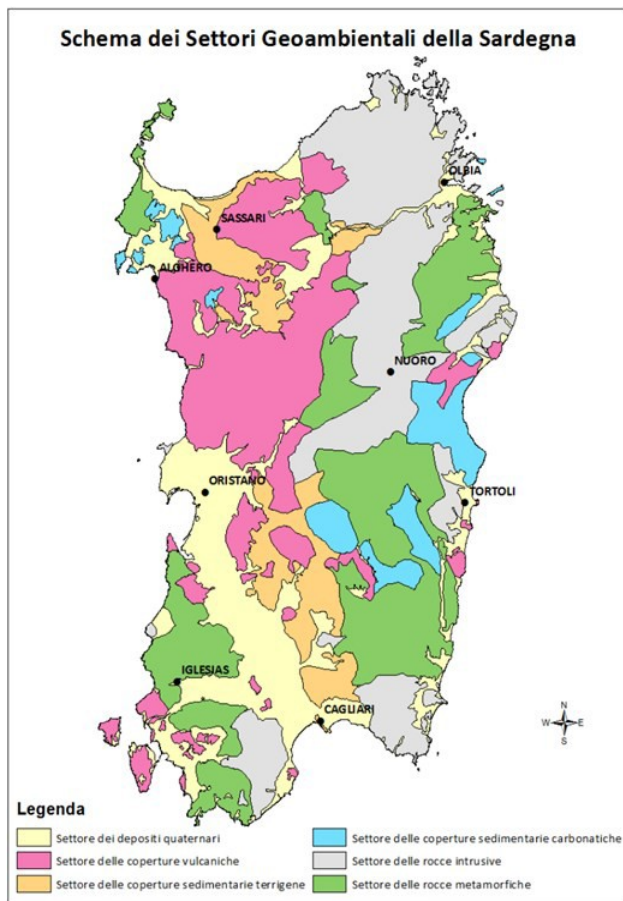 Schema dei Settori Geoambientali della Sardegna
OLBIA
SASSARI
ALGHERO
NUORO
ORISTANO
TORTOLI
IGLESIAS
CAGLIARI
N
W E
S
Legenda
Settore dei depositi quaternari
Settore delle coperture vulcaniche
Settore delle coperture sedimentarie terrigene
Settore delle coperture sedimentarie carbonatiche
Settore delle rocce intrusive
Settore delle rocce metamorfiche